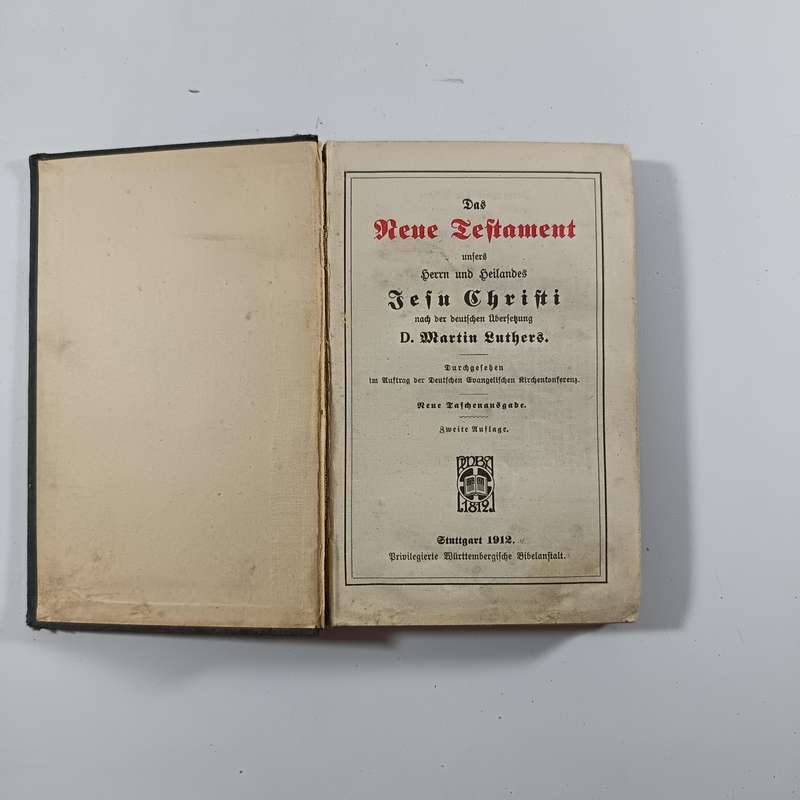 Das
Neue Testament
unsers
Herrn und Heilandes
Jesu Christi
nach der deutschen Übersetzung
D. Martin Luthers.
Durchgesehen
im Auftrag der Deutschen Evangelischen Kirchenkonferenz.
Neue Taschenausgabe.
Zweite Auflage.
1812
Stuttgart 1912.
Privilegierte Württembergische Bibelanstalt.